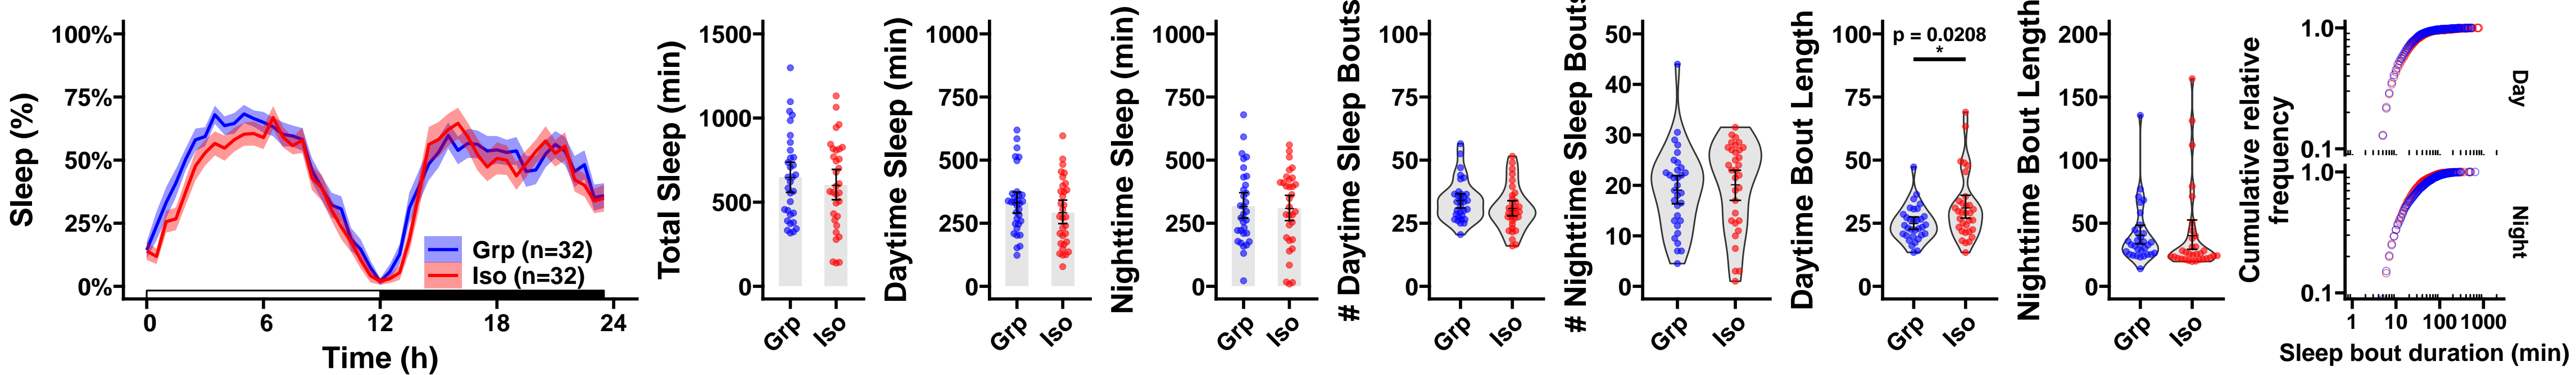 Sleep (%)
100%
75%
50%
25%
0%
0
6
12
18
24
Time (h)
Grp (n=32)
Iso (n=32)
Total Sleep (min)
1500
1000
500
0
Grp
Iso
Daytime Sleep (min)
1000
750
500
250
0
Grp
Iso
Nighttime Sleep (min)
1000
750
500
250
0
Grp
Iso
# Daytime Sleep Bouts
100
50
0
Grp
Iso
# Nighttime Sleep Bouts
50
40
30
20
10
0
Grp
Iso
Daytime Bout Length
100
75
50
25
0
p = 0.0208
*
Grp
Iso
Nighttime Bout Length
200
150
100
50
0
Grp
Iso
Cumulative relative
frequency
1.0
0.1
Day
1.0
0.1
Night
1
10
100
1000
Sleep bout duration (min)